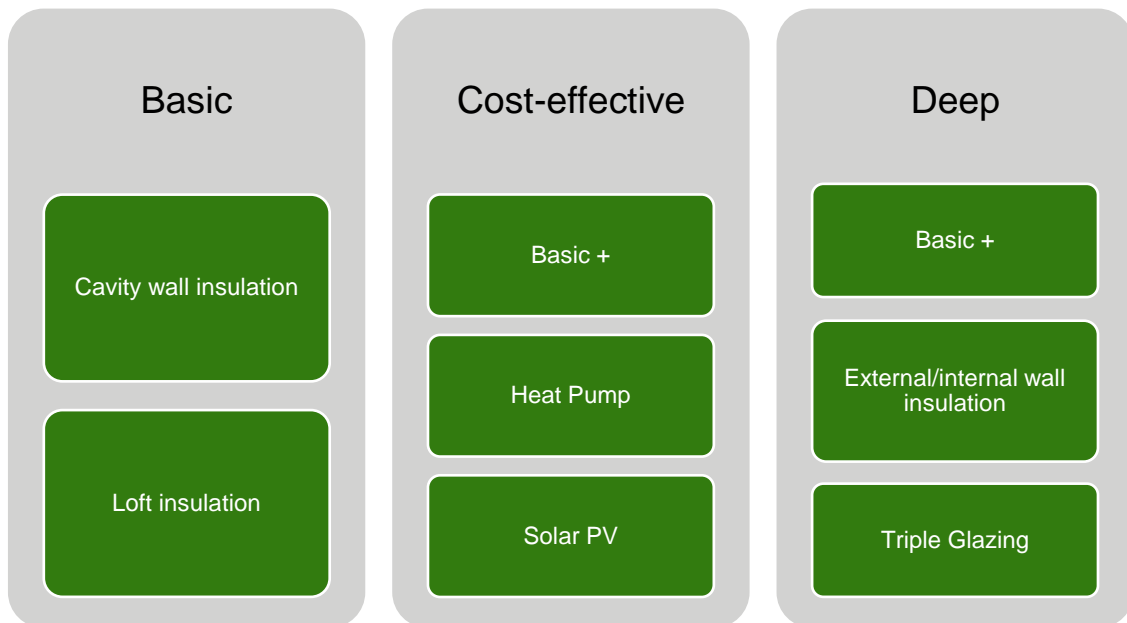 Basic
Cavity wall insulation
Loft insulation
Cost-effective
Basic +
Heat Pump
Solar PV
Deep
Basic +
External/internal wall
insulation
Triple Glazing